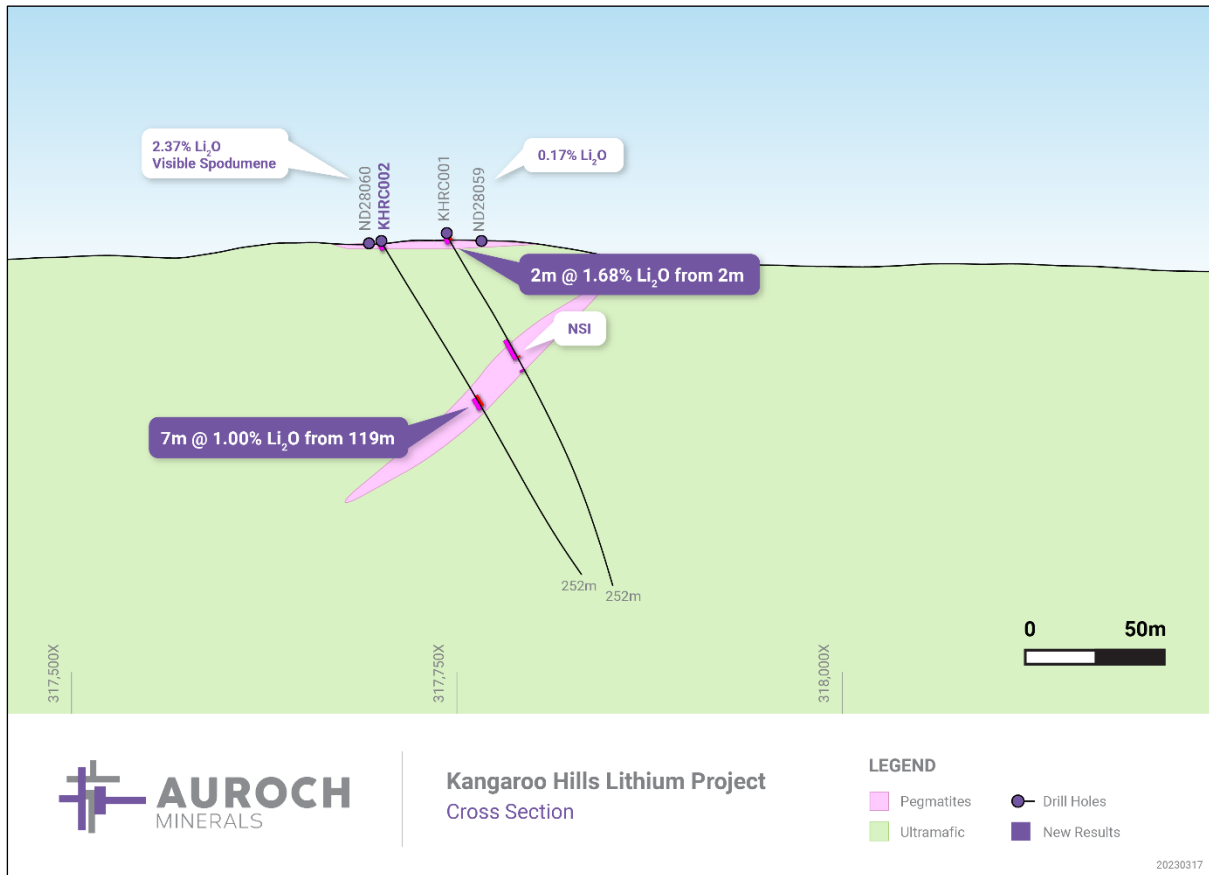 2.37% Li₂O
Visible Spodumene
ND28060
KHRC002
KHRC001
ND28059
0.17% Li₂O
2m @ 1.68% Li₂O from 2m
NSI
7m @ 1.00% Li₂O from 119m
252m
252m
0 50m
317,500X
317,750X
318,000X
AUROCH
MINERALS
Kangaroo Hills Lithium Project
Cross Section
LEGEND
Pegmatites
Drill Holes
Ultramafic
New Results
20230317